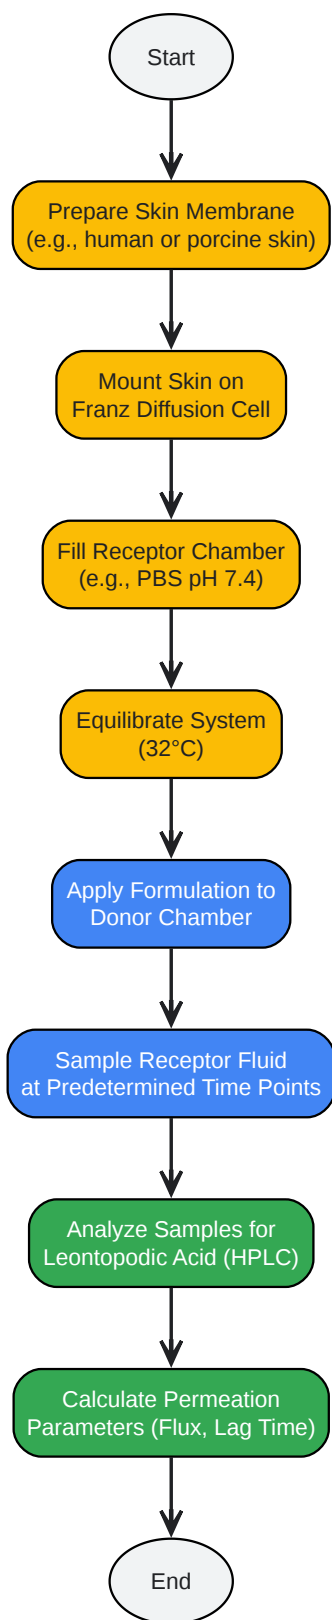 Start
Prepare Skin Membrane
(e.g., human or porcine skin)
Mount Skin on
Franz Diffusion Cell
Fill Receptor Chamber
(e.g., PBS pH 7.4)
Equilibrate System
(32°C)
Apply Formulation to
Donor Chamber
Sample Receptor Fluid
at Predetermined Time Points
Analyze Samples for
Leontopodic Acid (HPLC)
Calculate Permeation
Parameters (Flux, Lag Time)
End